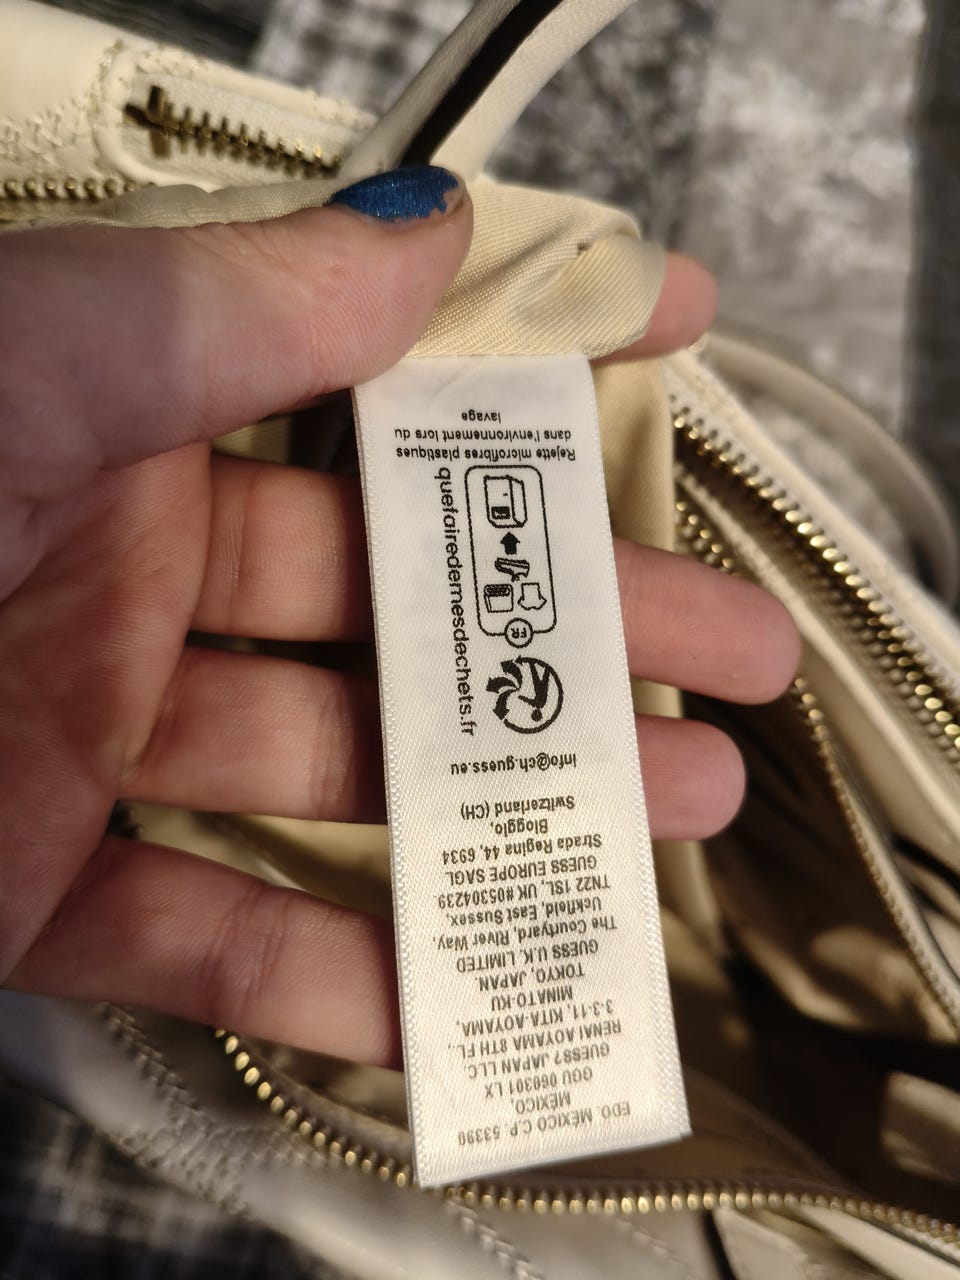 EDO. MÉXICO C.P. 53390
MÉXICO,
GGU 060301 LX
GUESS? JAPAN LLC.
RENAI AOYAMA 8TH FL.,
3-3-11, KITA-AOYAMA,
MINATO-KU
TOKYO, JAPAN
GUESS U.K. LIMITED
The Courtyard, River Way,
Uckfield, East Sussex,
TN22 1SL, UK #05304239
GUESS EUROPE SAGL
Strada Regina 44, 6934
Bioggio,
Switzerland (CH)
info@ch.guess.eu
FR
quefairedemesdechets.fr
Rejette microfibres plastiques
dans l'environnement lors du
lavage